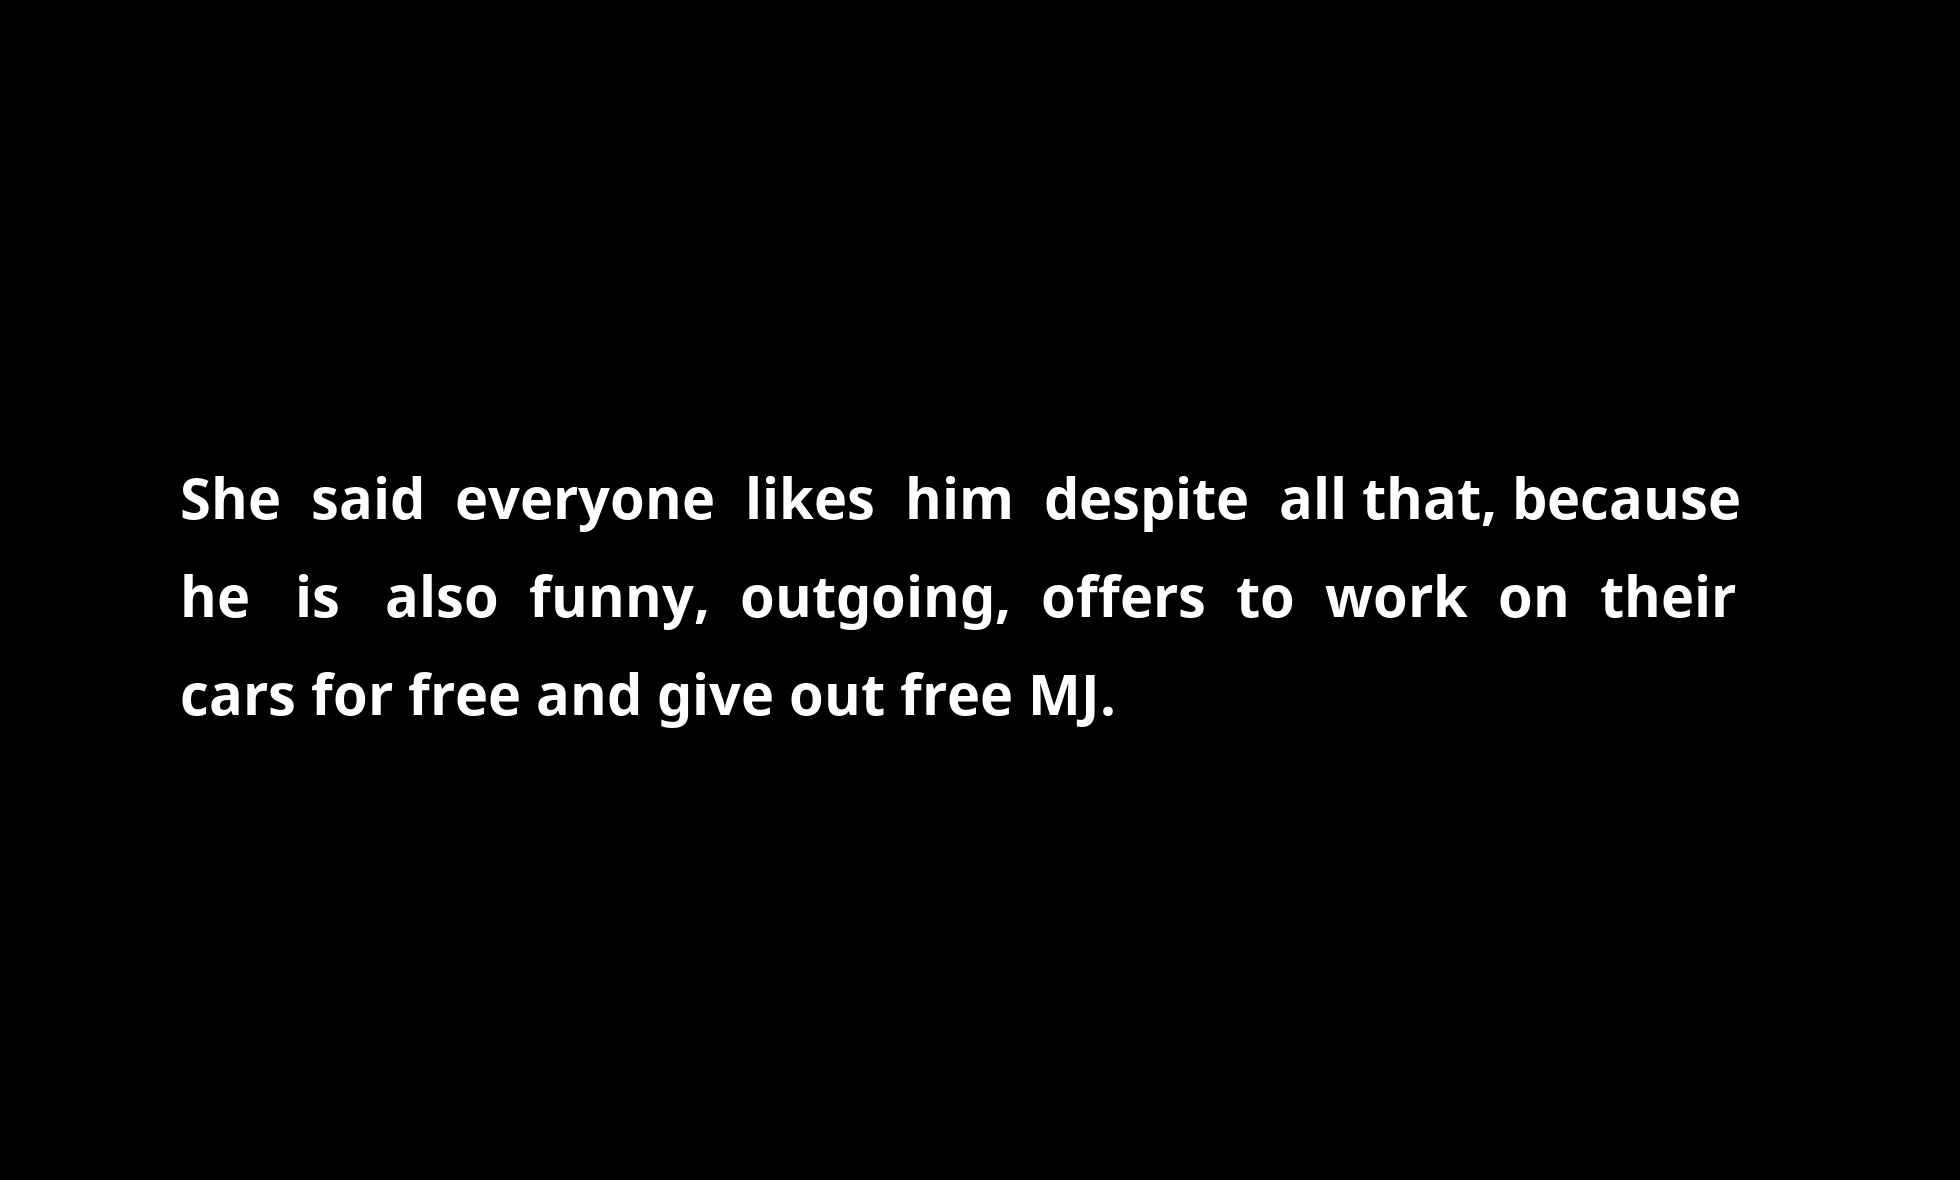 She said everyone likes him despite all that, because
he is also funny, outgoing, offers to work on their
cars for free and give out free MJ.